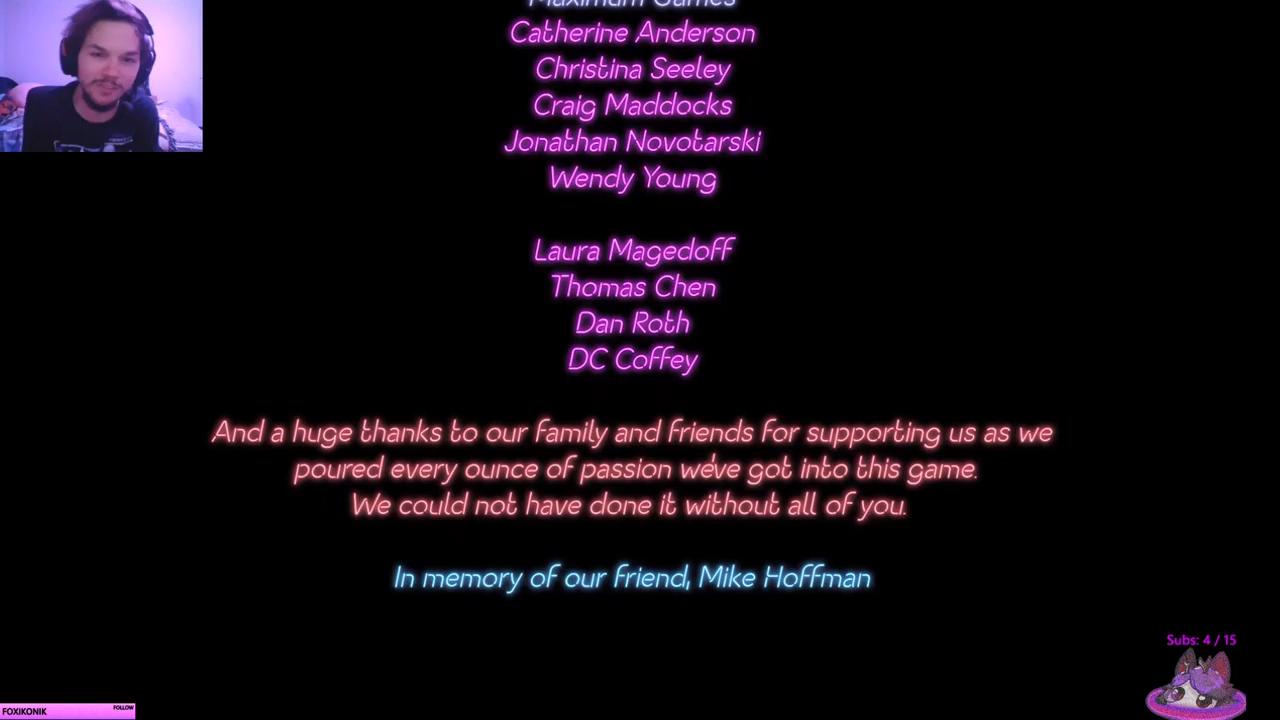 Maximum Games
Catherine Anderson
Christina Seeley
Craig Maddocks
Jonathan Novotarski
Wendy Young
Laura Magedoff
Thomas Chen
Dan Roth
DC Coffey
And a huge thanks to our family and friends for supporting us as we
poured every ounce of passion we've got into this game.
We could not have done it without all of you.
In memory of our friend, Mike Hoffman
Subs: 4 / 15
FOXIKONIK
FOLLOW